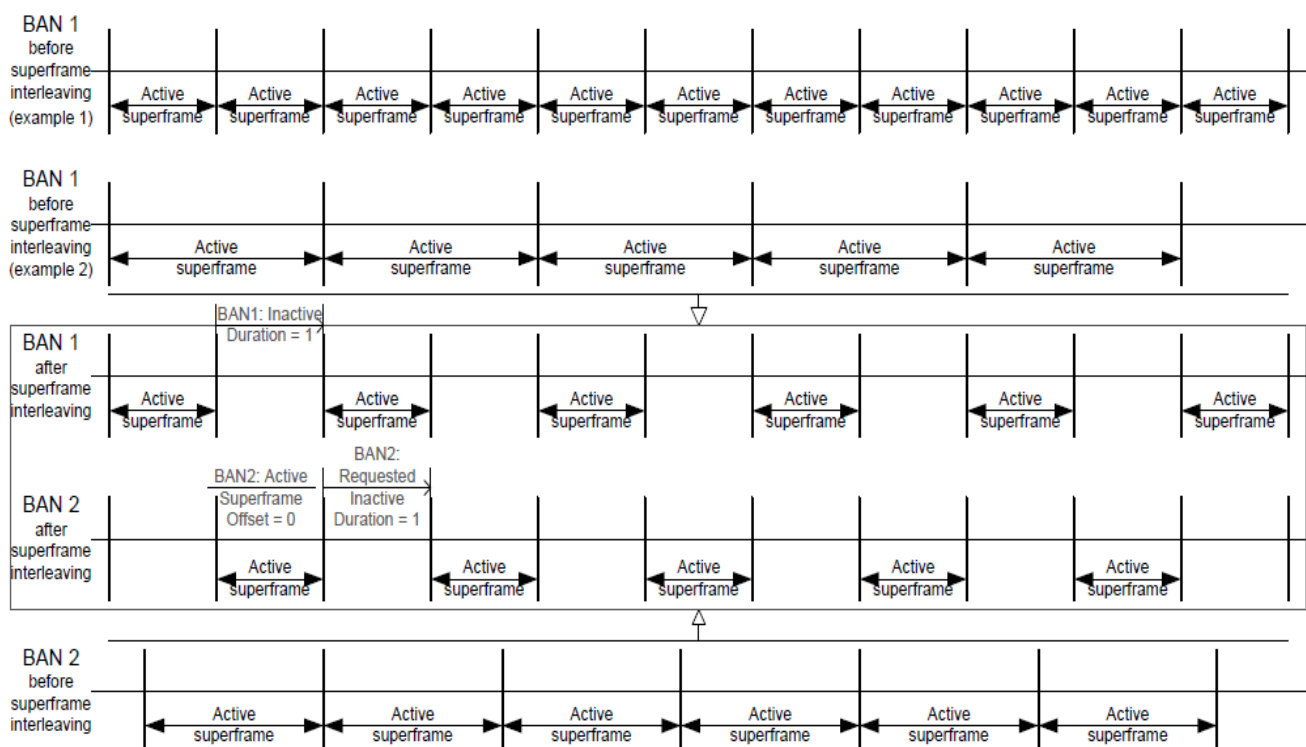 BAN 1
before
superframe
interleaving
(example 1)
Active Active Active Active Active Active Active Active Active Active Active
superframe superframe superframe superframe superframe superframe superframe superframe superframe superframe superframe
BAN 1
before
superframe
interleaving
(example 2)
Active Active Active Active Active
superframe superframe superframe superframe superframe
BAN1: Inactive
Duration = 1
BAN 1
after
superframe
interleaving
Active Active Active Active Active Active
superframe superframe superframe superframe superframe superframe
BAN2: Active
Superframe
Offset = 0
BAN2:
Requested
Inactive
Duration = 1
BAN 2
after
superframe
interleaving
Active Active Active Active Active
superframe superframe superframe superframe superframe
BAN 2
before
superframe
interleaving
Active Active Active Active Active Active
superframe superframe superframe superframe superframe superframe